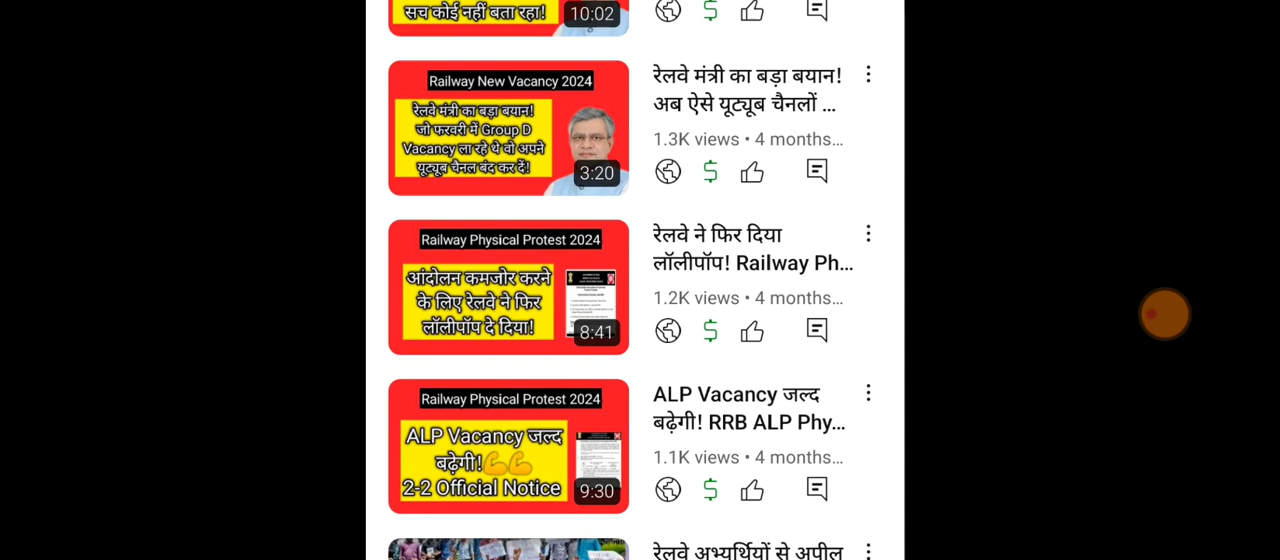 सच कोई नहीं बता रहा!
10:02
Railway New Vacancy 2024
रेलवे मंत्री का बड़ा बयान!
जो फरवरी में Group D
Vacancy ला रहे थे वो अपने
यूट्यूब चैनल बंद कर दें!
3:20
रेलवे मंत्री का बड़ा बयान!
अब ऐसे यूट्यूब चैनलों ...
1.3K views • 4 months...
Railway Physical Protest 2024
आंदोलन कमजोर करने
के लिए रेलवे ने फिर
लॉलीपॉप दे दिया!
8:41
रेलवे ने फिर दिया
लॉलीपॉप! Railway Ph...
1.2K views • 4 months...
Railway Physical Protest 2024
ALP Vacancy जल्द
बढ़ेगी!💪💪
2-2 Official Notice
9:30
ALP Vacancy जल्द
बढ़ेगी! RRB ALP Phy...
1.1K views • 4 months...
रेलवे अभ्यर्थियों से अपील